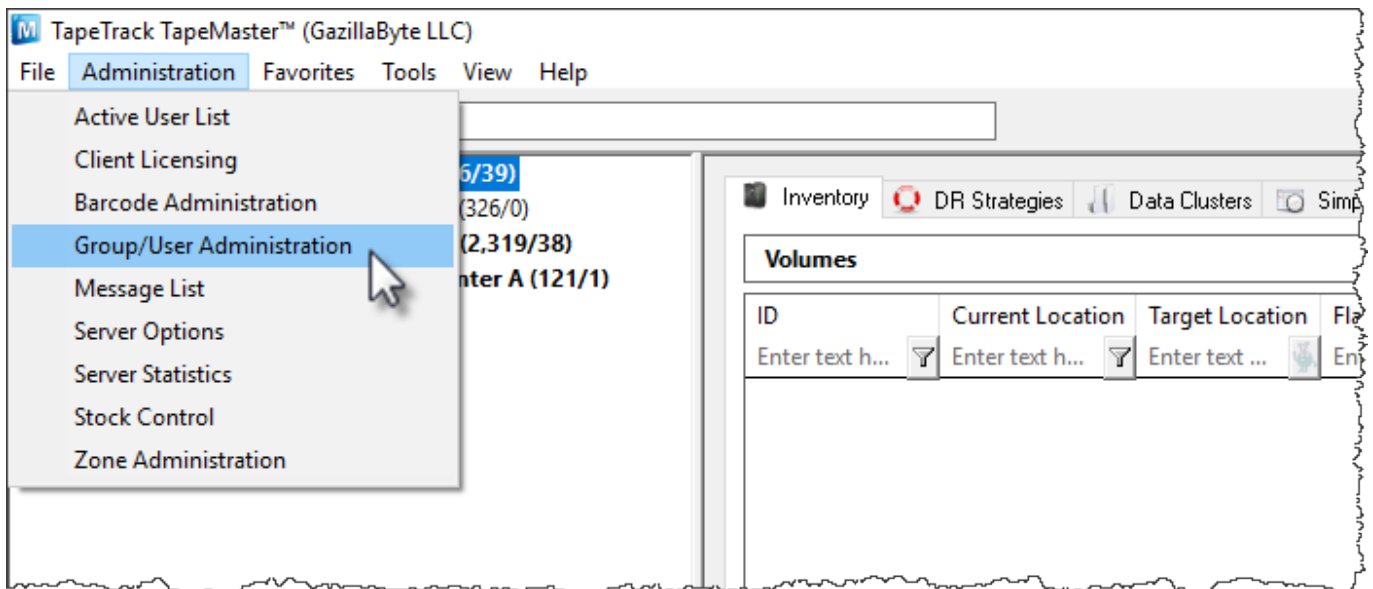 TapeTrack TapeMaster™ (GazillaByte LLC)
File Administration Favorites Tools View Help
Active User List
Client Licensing
Barcode Administration
Group/User Administration
Message List
Server Options
Server Statistics
Stock Control
Zone Administration
6/39)
(326/0)
(2,319/38)
nter A (121/1)
Inventory DR Strategies Data Clusters Simp
Volumes
ID Current Location Target Location Fla
Enter text h... Enter text h... Enter text ... En